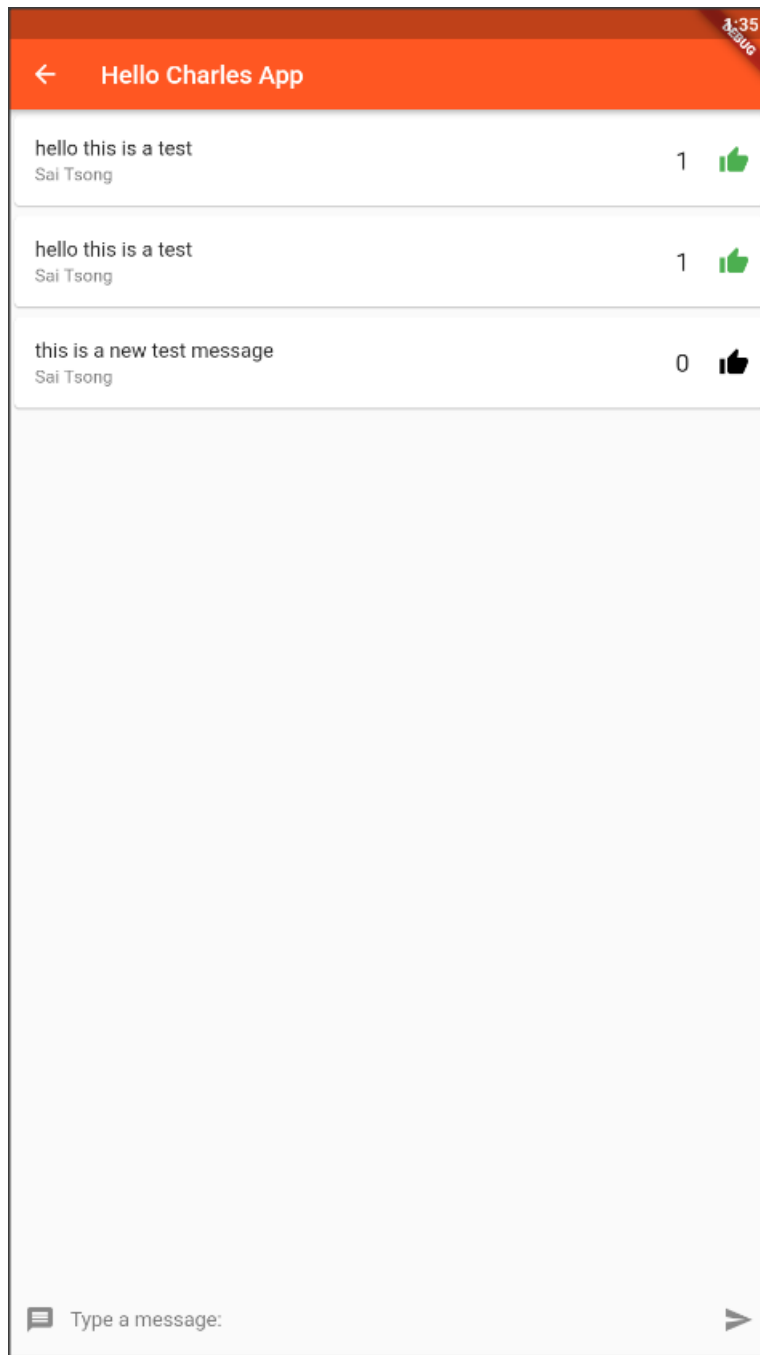 1:35
DEBUG
Hello Charles App
hello this is a test
Sai Tsong
1
hello this is a test
Sai Tsong
1
this is a new test message
Sai Tsong
0
Type a message: